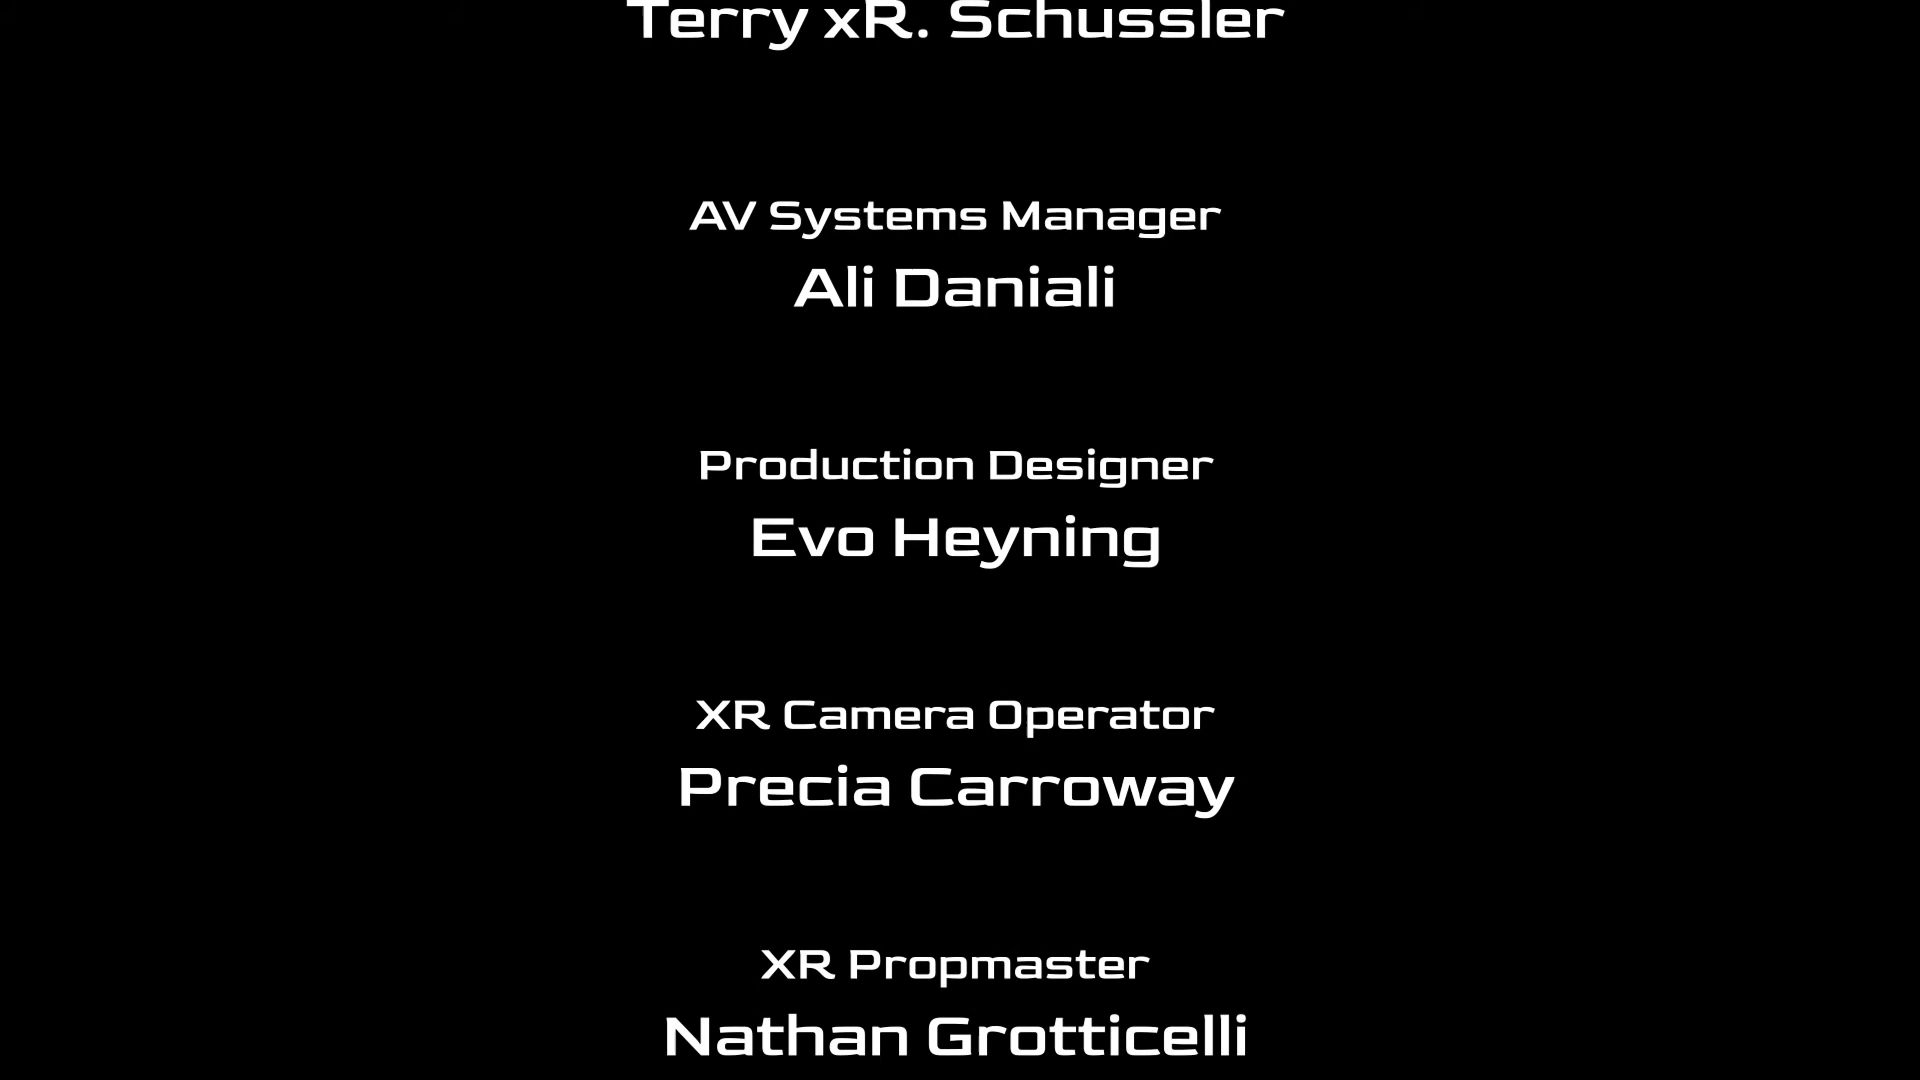 Terry xR. Schussler
AV Systems Manager
Ali Daniali
Production Designer
Evo Heyning
XR Camera Operator
Precia Carroway
XR Propmaster
Nathan Grotticelli